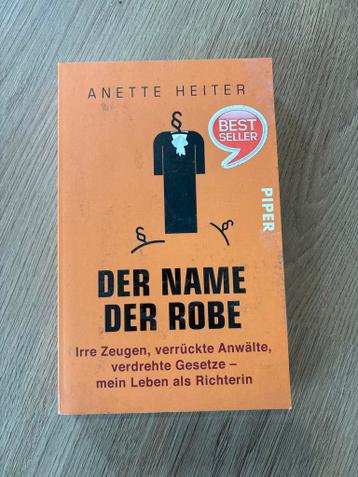 ANETTE HEITER
§
BEST
SELLER
PIPER
§
§
DER NAME
DER ROBE
Irre Zeugen, verrückte Anwälte,
verdrehte Gesetze –
mein Leben als Richterin